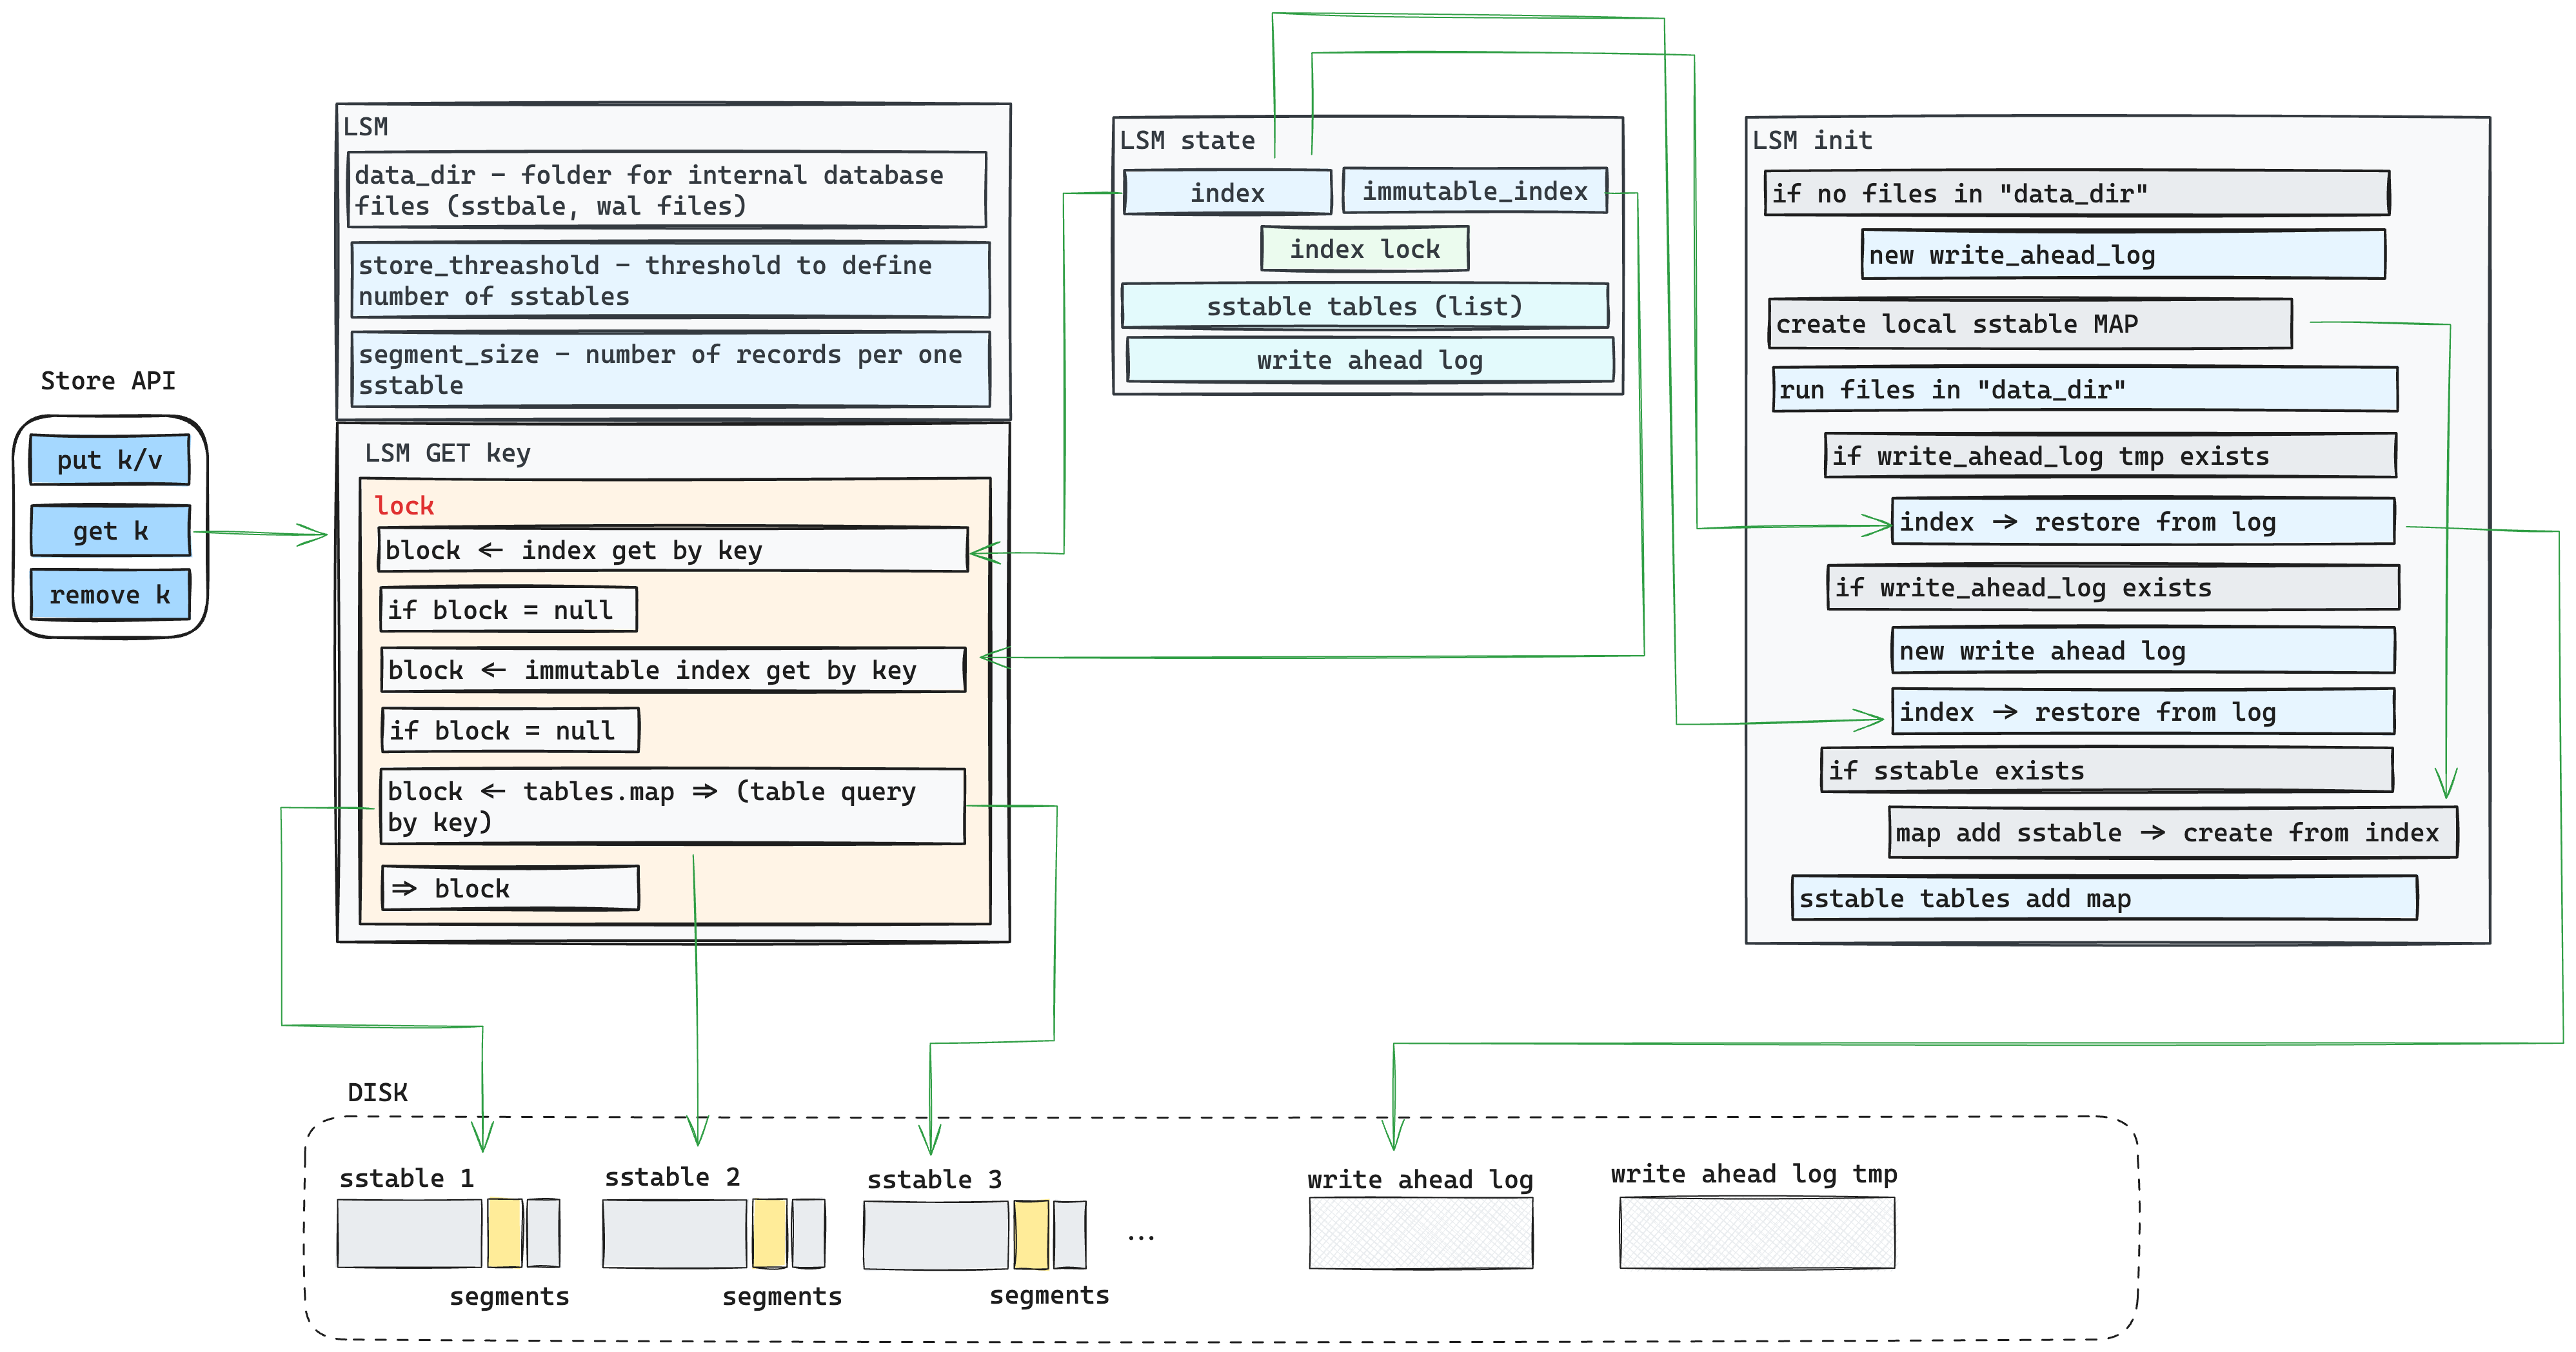 Store API
put k/v
get k
remove k
LSM
data_dir – folder for internal database
files (sstbale, wal files)
store_threashold – threshold to define
number of sstables
segment_size – number of records per one
sstable
LSM GET key
lock
block <- index get by key
if block = null
block <- immutable index get by key
if block = null
block <- tables.map => (table query
by key)
=> block
LSM state
index
immutable_index
index lock
sstable tables (list)
write ahead log
LSM init
if no files in "data_dir"
new write_ahead_log
create local sstable MAP
run files in "data_dir"
if write_ahead_log tmp exists
index -> restore from log
if write_ahead_log exists
new write ahead log
index -> restore from log
if sstable exists
map add sstable -> create from index
sstable tables add map
DISK
sstable 1
segments
sstable 2
segments
sstable 3
segments
...
write ahead log
write ahead log tmp